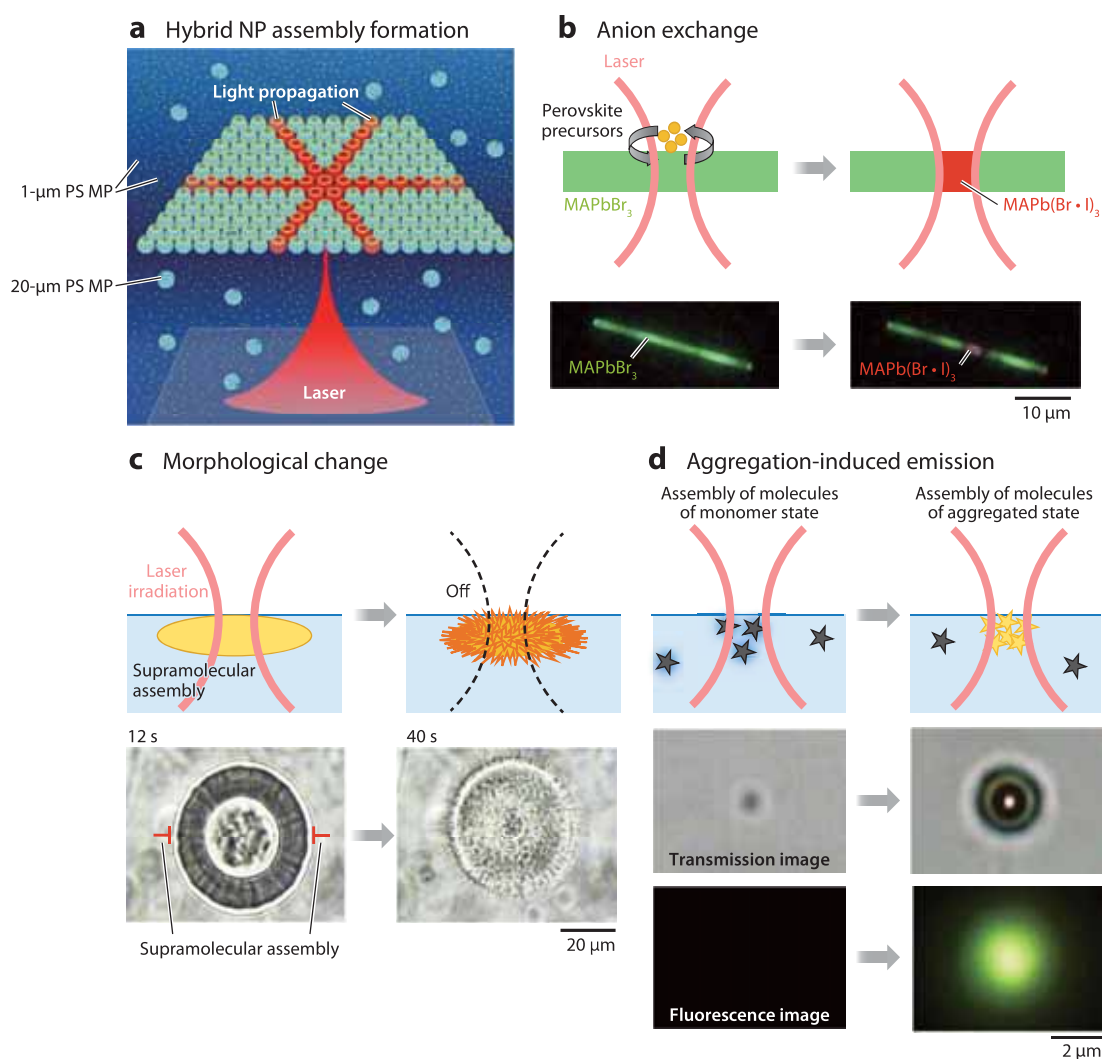 a Hybrid NP assembly formation
Light propagation
1-μm PS MP
20-μm PS MP
Laser
b Anion exchange
Laser
Perovskite
precursors
MAPbBr₃
MAPb(Br • I)₃
MAPbBr₃
MAPb(Br • I)₃
10 μm
c Morphological change
Laser
irradiation
Off
Supramolecular
assembly
12 s
40 s
Supramolecular assembly
20 μm
d Aggregation-induced emission
Assembly of molecules
of monomer state
Assembly of molecules
of aggregated state
Transmission image
Fluorescence image
2 μm